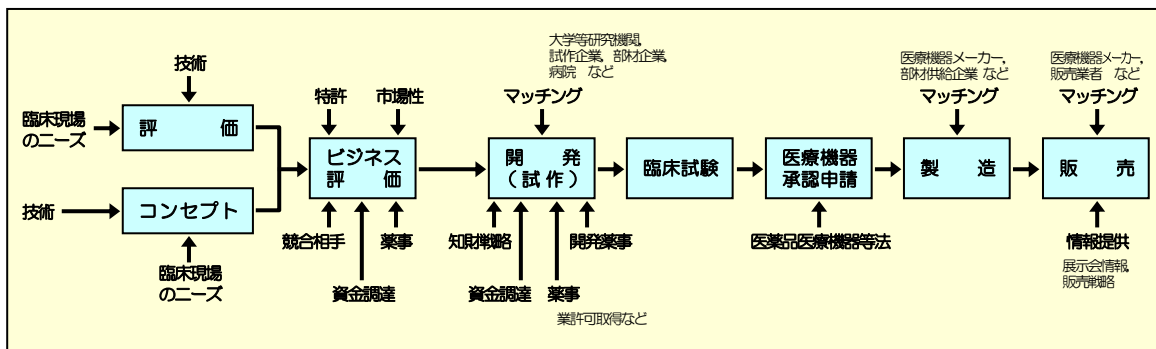 技術
臨床現場
のニーズ
評　価
技術
コンセプト
臨床現場
のニーズ
特許
市場性
ビジネス
評　価
競合相手
薬事
資金調達
大学等研究機関,
試作企業, 部材企業,
病院　など
マッチング
開　発
（試作）
知財戦略
開発薬事
資金調達
薬事
業許可取得など
臨床試験
医療機器
承認申請
医薬品医療機器等法
医療機器メーカー,
部材供給企業 など
マッチング
製　造
医療機器メーカー,
販売業者　など
マッチング
販　売
情報提供
展示会情報,
販売戦略